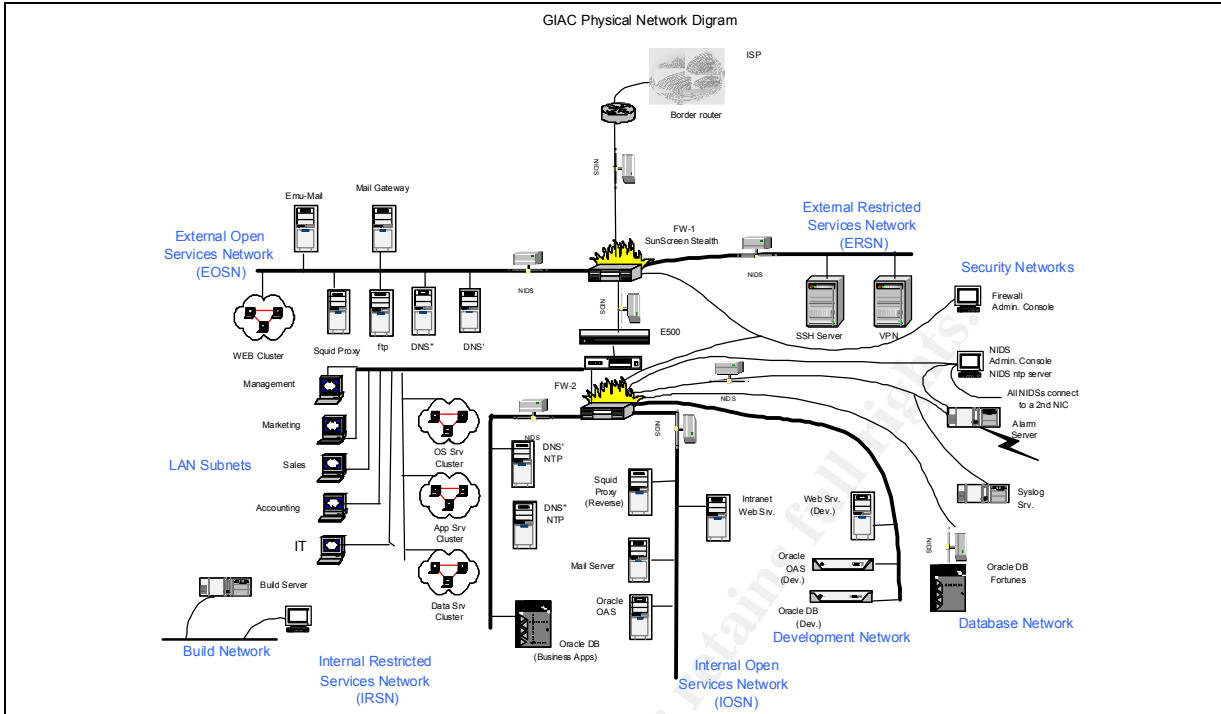 GIAC Physical Network Digram
ISP
Border router
NIDS
Emu-Mail
Mail Gateway
External Open
Services Network
(EOSN)
NIDS
FW-1
SunScreen Stealth
External Restricted
Services Network
(ERSN)
NIDS
Security Networks
Firewall
Admin. Console
WEB Cluster
Squid Proxy
ftp
DNS"
DNS'
NIDS
E500
SSH Server
VPN
NIDS
Admin. Console
NIDS ntp server
All NIDSs connect
to a 2nd NIC
Alarm
Server
Syslog
Srv.
Management
Marketing
LAN Subnets
Sales
Accounting
IT
FW-2
NIDS
NIDS
NIDS
OS Srv
Cluster
App Srv
Cluster
Data Srv
Cluster
DNS'
NTP
DNS"
NTP
Oracle DB
(Business Apps)
Squid
Proxy
(Reverse)
Mail Server
Oracle
OAS
Intranet
Web Srv.
Web Srv.
(Dev.)
Oracle
OAS
(Dev.)
Oracle DB
(Dev.)
NIDS
Oracle DB
Fortunes
Build Server
Build Network
Internal Restricted
Services Network
(IRSN)
Internal Open
Services Network
(IOSN)
Development Network
Database Network
retains full rights.